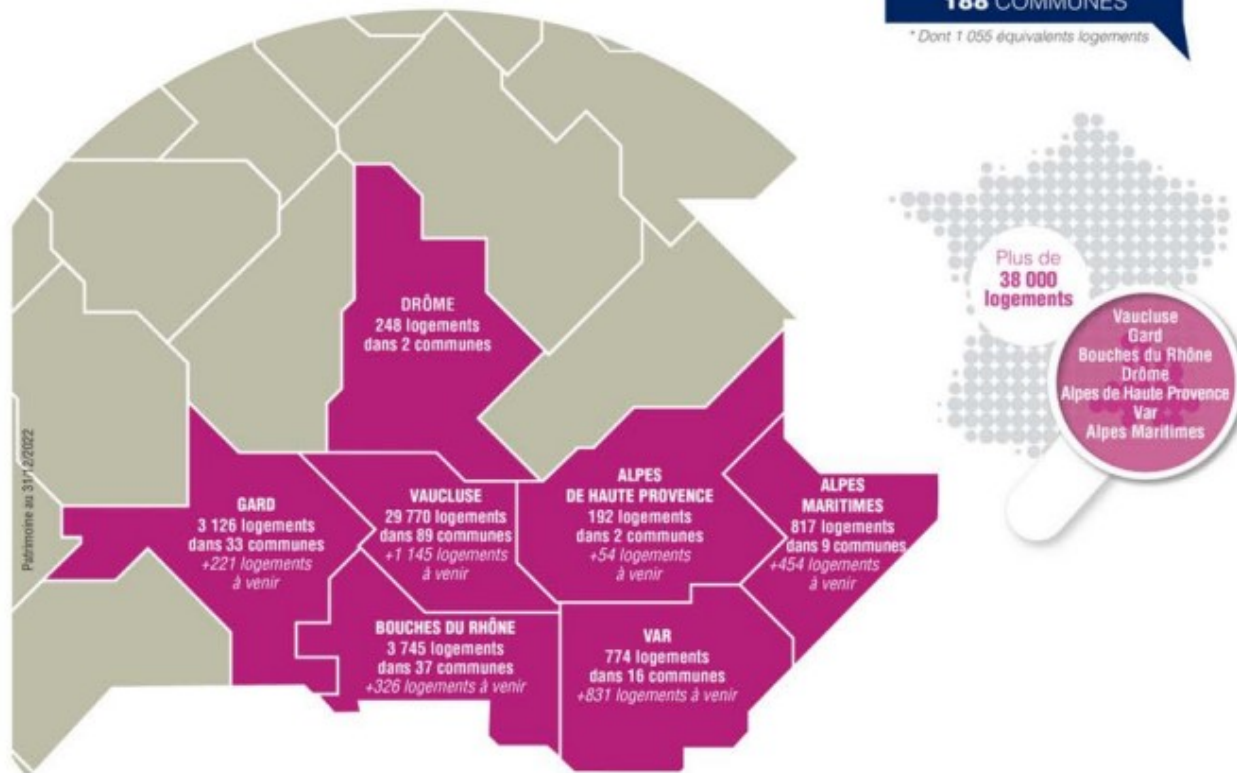 188 COMMUNES
* Dont 1 055 équivalents logements
Plus de
38 000
logements
Vaucluse
Gard
Bouches du Rhône
Drôme
Alpes de Haute Provence
Var
Alpes Maritimes
DRÔME
248 logements
dans 2 communes
GARD
3 126 logements
dans 33 communes
+221 logements
à venir
VAUCLUSE
29 770 logements
dans 89 communes
+1 145 logements
à venir
ALPES
DE HAUTE PROVENCE
192 logements
dans 2 communes
+54 logements
à venir
ALPES
MARITIMES
817 logements
dans 9 communes
+454 logements
à venir
BOUCHES DU RHÔNE
3 745 logements
dans 37 communes
+326 logements à venir
VAR
774 logements
dans 16 communes
+831 logements à venir
Patrimoine au 31/12/2022